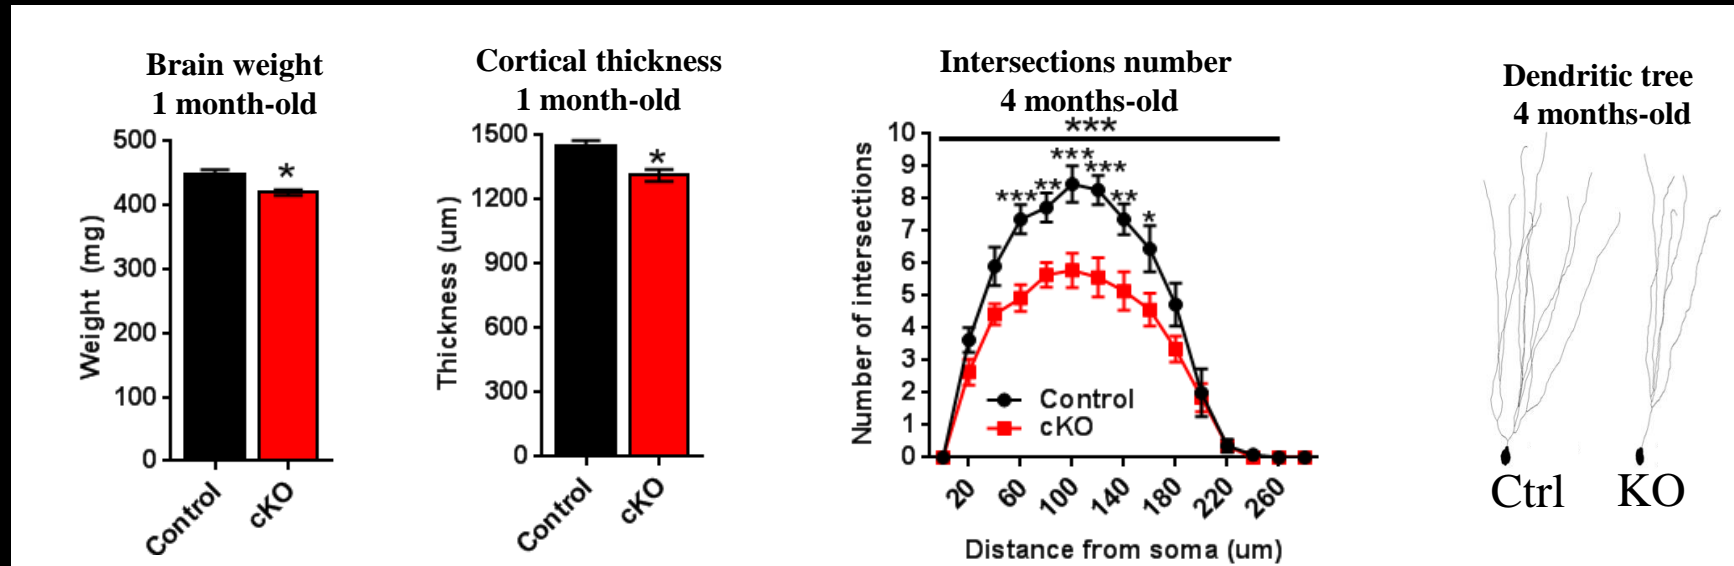 Brain weight
1 month-old
500
400
300
200
100
0
Weight (mg)
*
Control
cKO
Cortical thickness
1 month-old
1500
1200
900
600
300
0
Thickness (um)
*
Control
cKO
Intersections number
4 months-old
***
10
9
8
7
6
5
4
3
2
1
0
Number of intersections
***
**
***
***
**
*
Control
cKO
20
60
100
140
180
220
260
Distance from soma (um)
Dendritic tree
4 months-old
Ctrl
KO